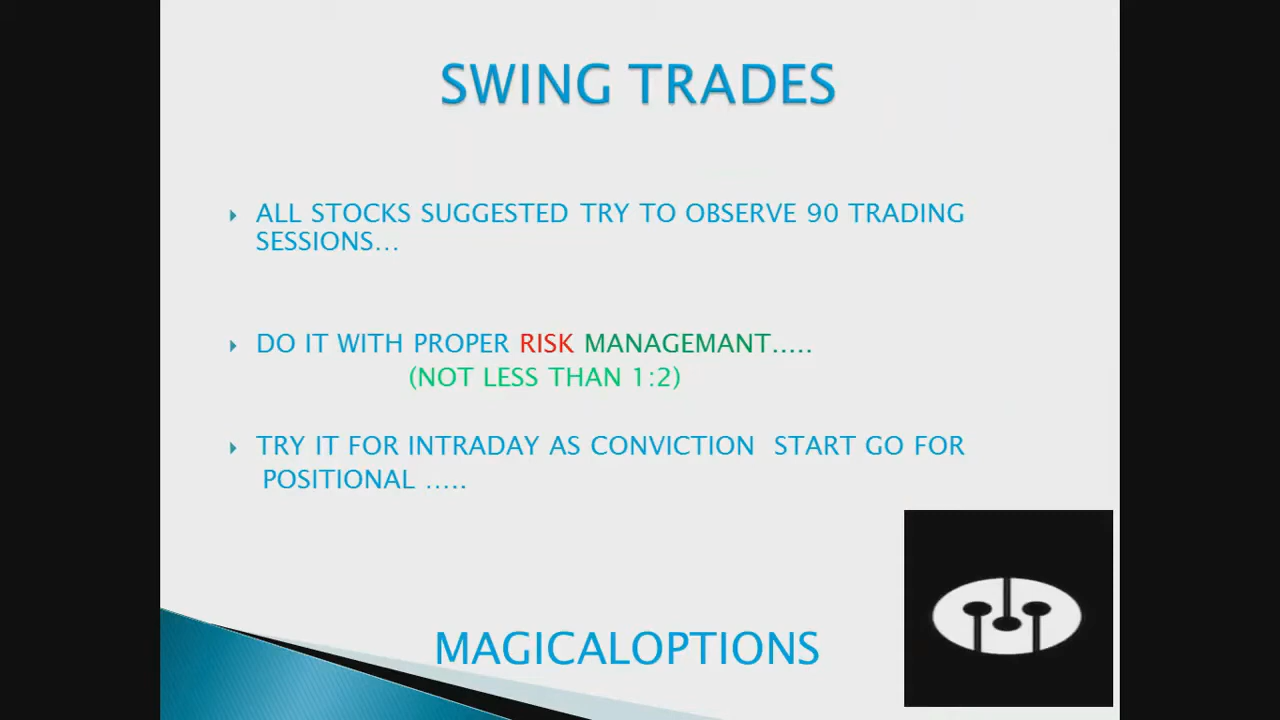 SWING TRADES
ALL STOCKS SUGGESTED TRY TO OBSERVE 90 TRADING
SESSIONS...
DO IT WITH PROPER RISK MANAGEMANT.....
(NOT LESS THAN 1:2)
TRY IT FOR INTRADAY AS CONVICTION  START GO FOR
POSITIONAL .....
MAGICALOPTIONS